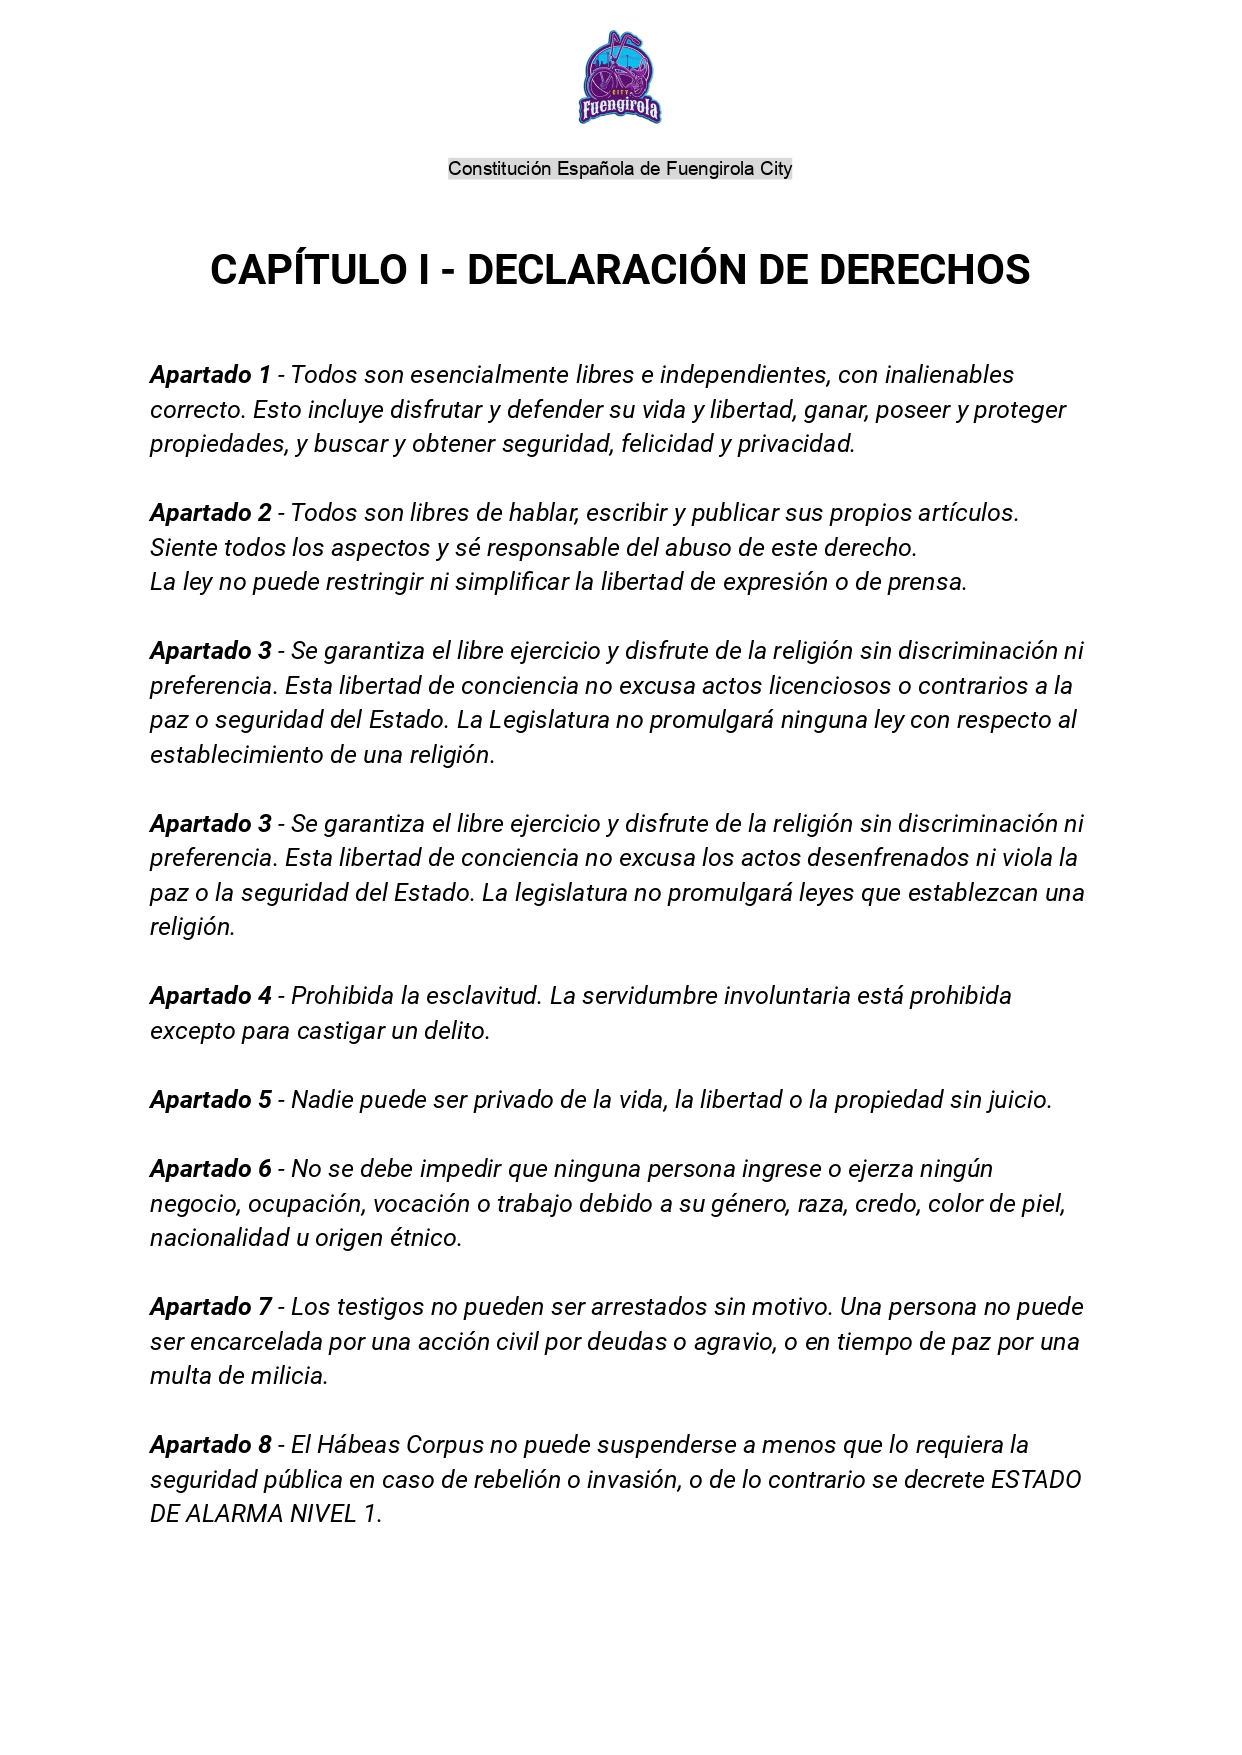 CITY
Fuengirola
Constitución Española de Fuengirola City
CAPÍTULO I - DECLARACIÓN DE DERECHOS
Apartado 1 - Todos son esencialmente libres e independientes, con inalienables
correcto. Esto incluye disfrutar y defender su vida y libertad, ganar, poseer y proteger
propiedades, y buscar y obtener seguridad, felicidad y privacidad.
Apartado 2 - Todos son libres de hablar, escribir y publicar sus propios artículos.
Siente todos los aspectos y sé responsable del abuso de este derecho.
La ley no puede restringir ni simplificar la libertad de expresión o de prensa.
Apartado 3 - Se garantiza el libre ejercicio y disfrute de la religión sin discriminación ni
preferencia. Esta libertad de conciencia no excusa actos licenciosos o contrarios a la
paz o seguridad del Estado. La Legislatura no promulgará ninguna ley con respecto al
establecimiento de una religión.
Apartado 3 - Se garantiza el libre ejercicio y disfrute de la religión sin discriminación ni
preferencia. Esta libertad de conciencia no excusa los actos desenfrenados ni viola la
paz o la seguridad del Estado. La legislatura no promulgará leyes que establezcan una
religión.
Apartado 4 - Prohibida la esclavitud. La servidumbre involuntaria está prohibida
excepto para castigar un delito.
Apartado 5 - Nadie puede ser privado de la vida, la libertad o la propiedad sin juicio.
Apartado 6 - No se debe impedir que ninguna persona ingrese o ejerza ningún
negocio, ocupación, vocación o trabajo debido a su género, raza, credo, color de piel,
nacionalidad u origen étnico.
Apartado 7 - Los testigos no pueden ser arrestados sin motivo. Una persona no puede
ser encarcelada por una acción civil por deudas o agravio, o en tiempo de paz por una
multa de milicia.
Apartado 8 - El Hábeas Corpus no puede suspenderse a menos que lo requiera la
seguridad pública en caso de rebelión o invasión, o de lo contrario se decrete ESTADO
DE ALARMA NIVEL 1.